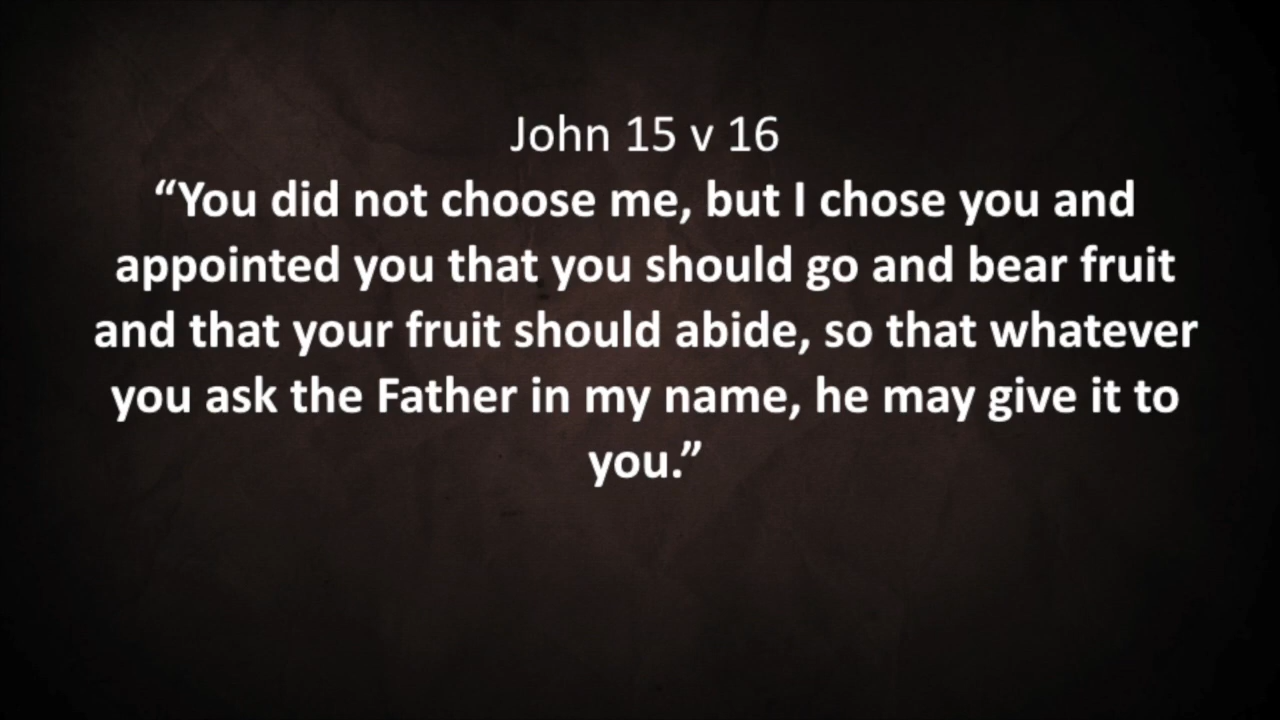 John 15 v 16
“You did not choose me, but I chose you and
appointed you that you should go and bear fruit
and that your fruit should abide, so that whatever
you ask the Father in my name, he may give it to
you.”